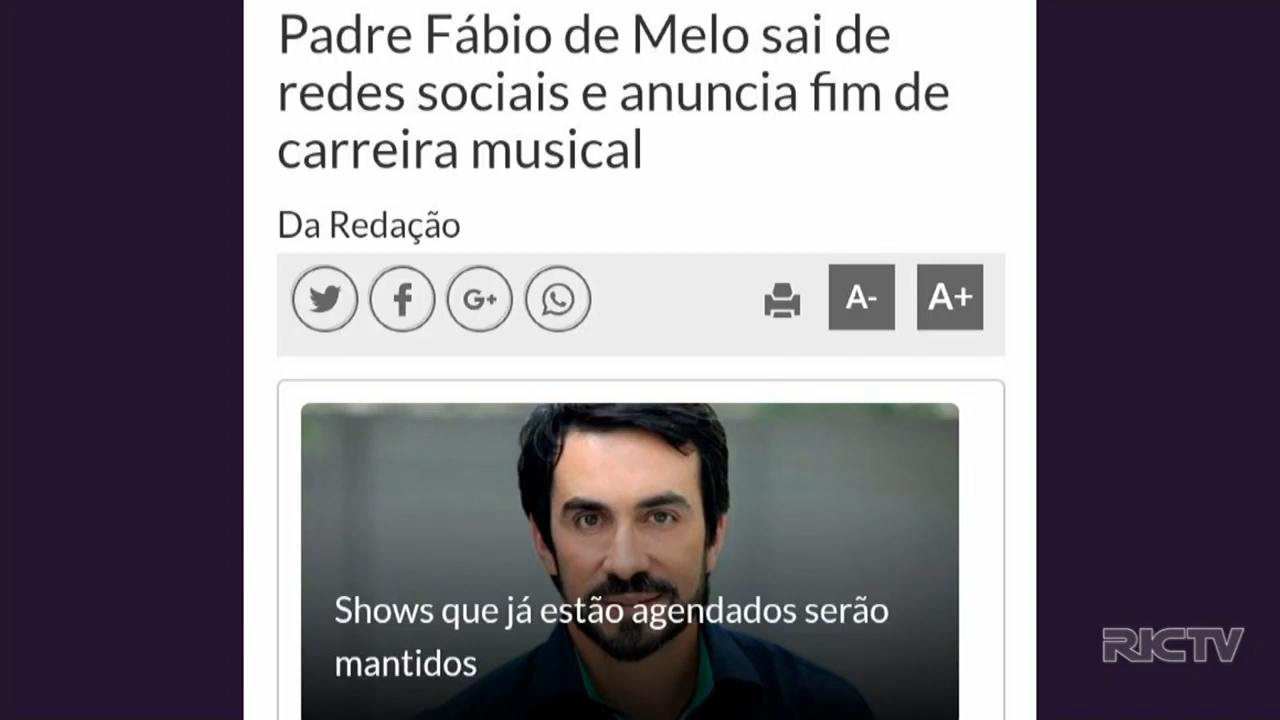 Padre Fábio de Melo sai de
redes sociais e anuncia fim de
carreira musical
Da Redação
G+
A-
A+
Shows que já estão agendados serão
mantidos
RICTV